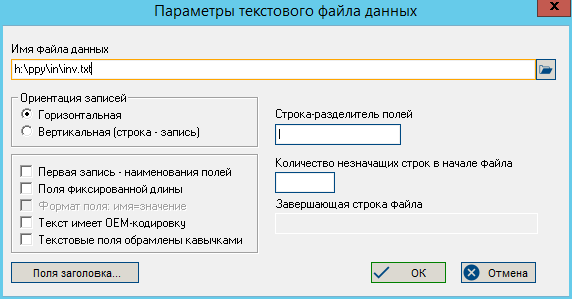 Параметры текстового файла данных
Имя файла данных
h:\ppy\in\inv.txt
Ориентация записей
Горизонтальная
Вертикальная (строка - запись)
Строка-разделитель полей
|
Первая запись - наименования полей
Поля фиксированной длины
Формат поля: имя=значение
Текст имеет OEM-кодировку
Текстовые поля обрамлены кавычками
Количество незначащих строк в начале файла
Завершающая строка файла
Поля заголовка...
ОК
Отмена